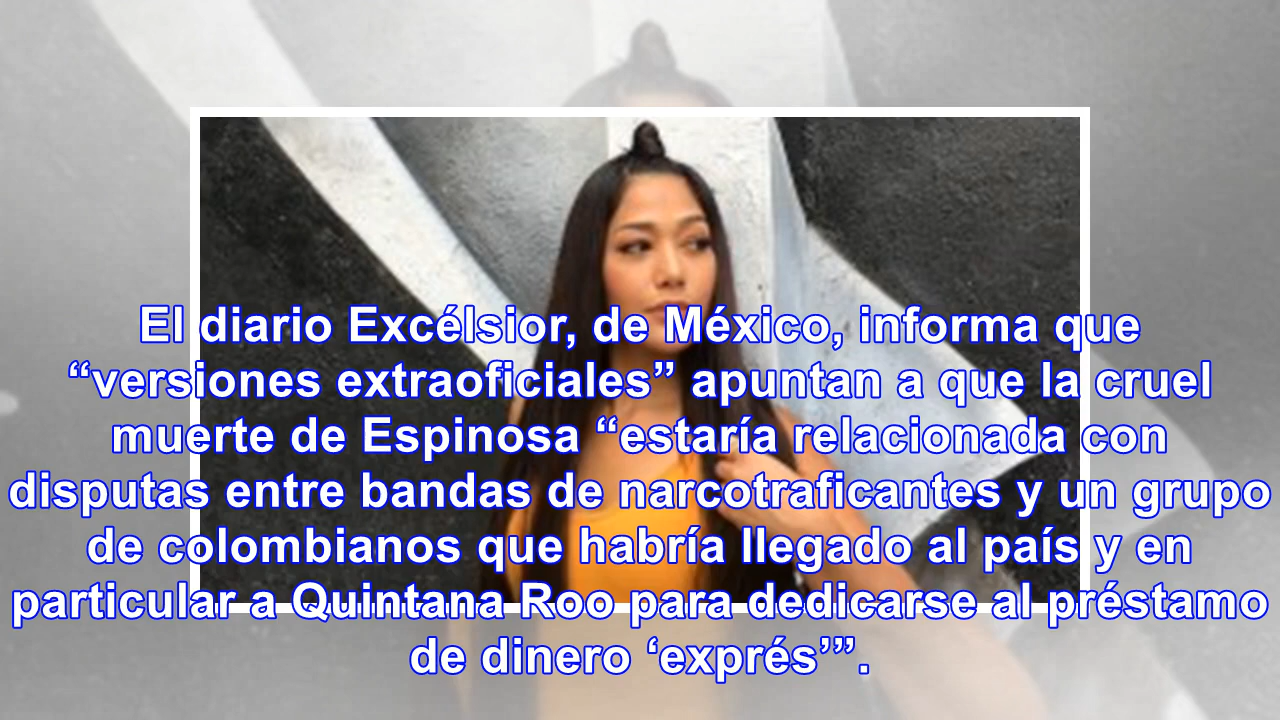 El diario Excélsior, de México, informa que
“versiones extraoficiales” apuntan a que la cruel
muerte de Espinosa “estaría relacionada con
disputas entre bandas de narcotraficantes y un grupo
de colombianos que habría llegado al país y en
particular a Quintana Roo para dedicarse al préstamo
de dinero ‘exprés’”.